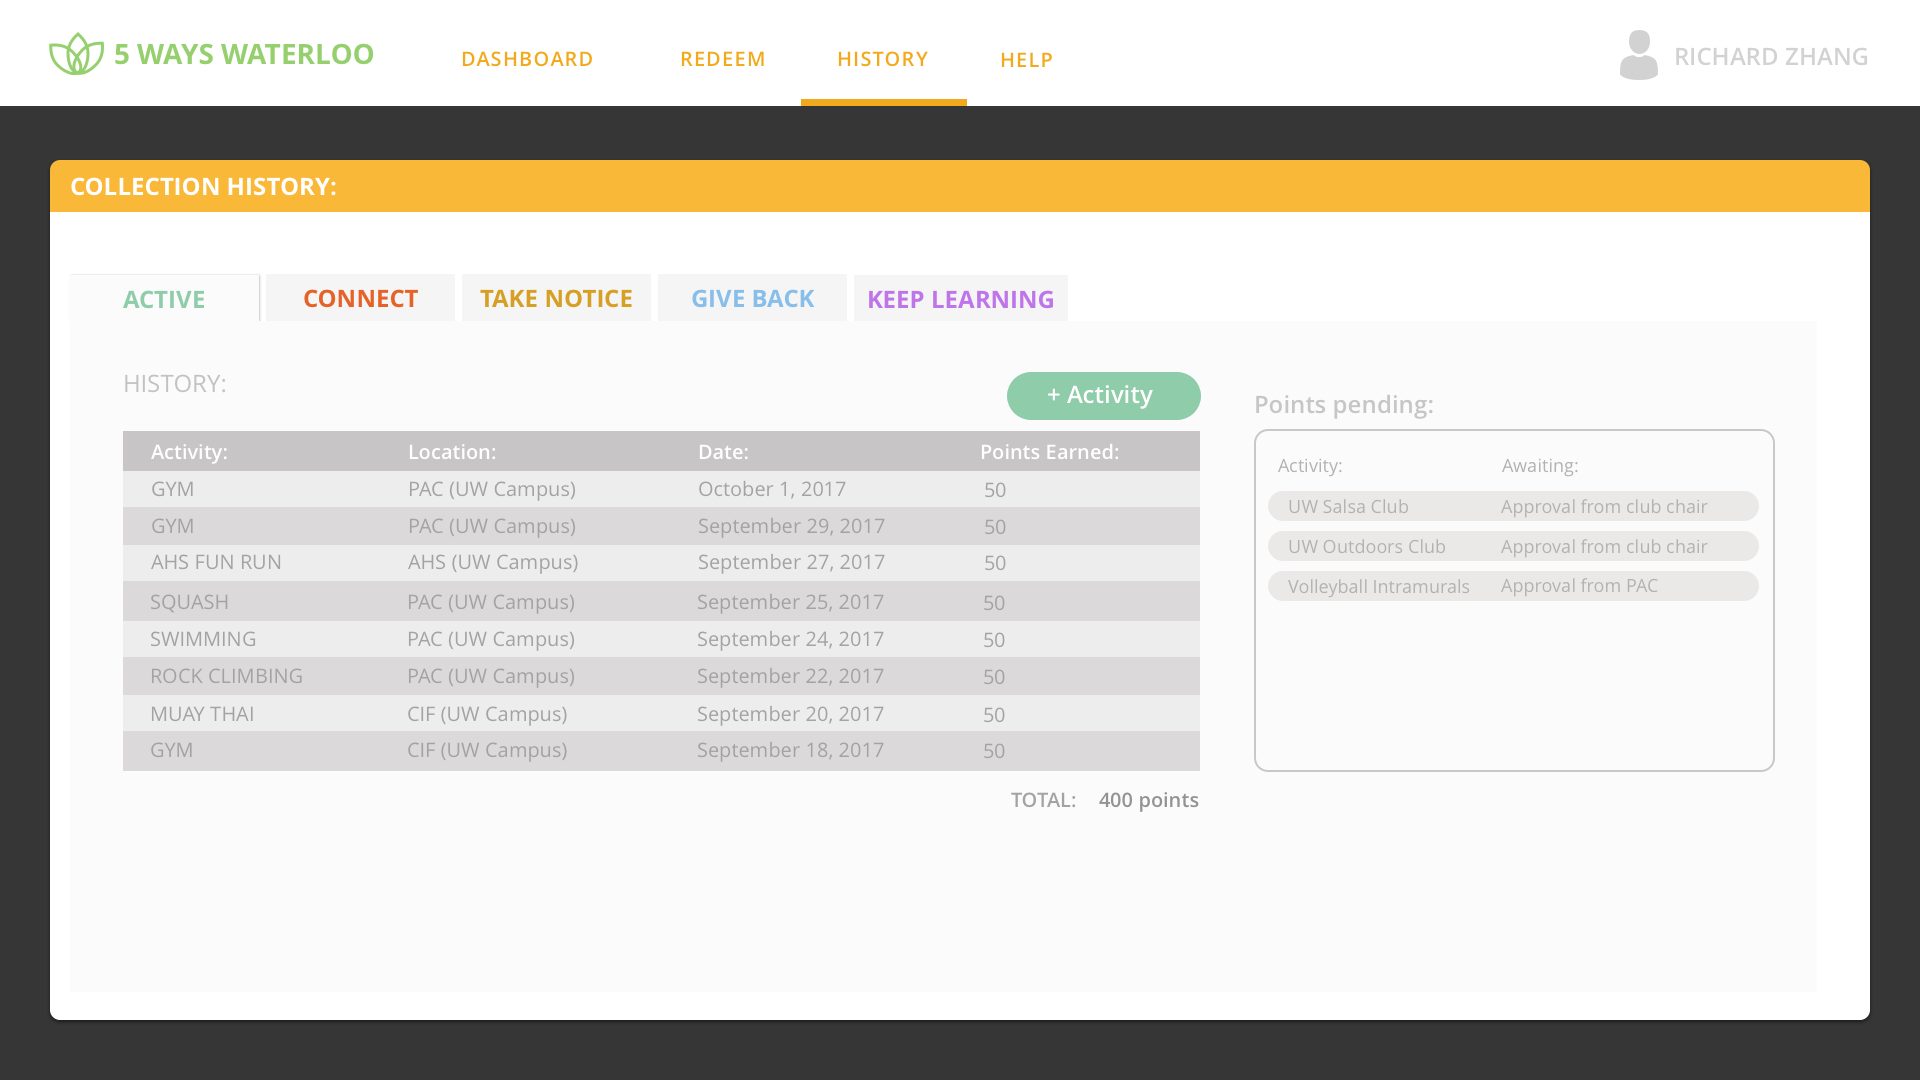 5 WAYS WATERLOO DASHBOARD REDEEM HISTORY HELP RICHARD ZHANG
COLLECTION HISTORY:
ACTIVE CONNECT TAKE NOTICE GIVE BACK KEEP LEARNING
HISTORY:
+ Activity
Activity: Location: Date: Points Earned:
GYM PAC (UW Campus) October 1, 2017 50
GYM PAC (UW Campus) September 29, 2017 50
AHS FUN RUN AHS (UW Campus) September 27, 2017 50
SQUASH PAC (UW Campus) September 25, 2017 50
SWIMMING PAC (UW Campus) September 24, 2017 50
ROCK CLIMBING PAC (UW Campus) September 22, 2017 50
MUAY THAI CIF (UW Campus) September 20, 2017 50
GYM CIF (UW Campus) September 18, 2017 50
TOTAL: 400 points
Points pending:
Activity: Awaiting:
UW Salsa Club Approval from club chair
UW Outdoors Club Approval from club chair
Volleyball Intramurals Approval from PAC